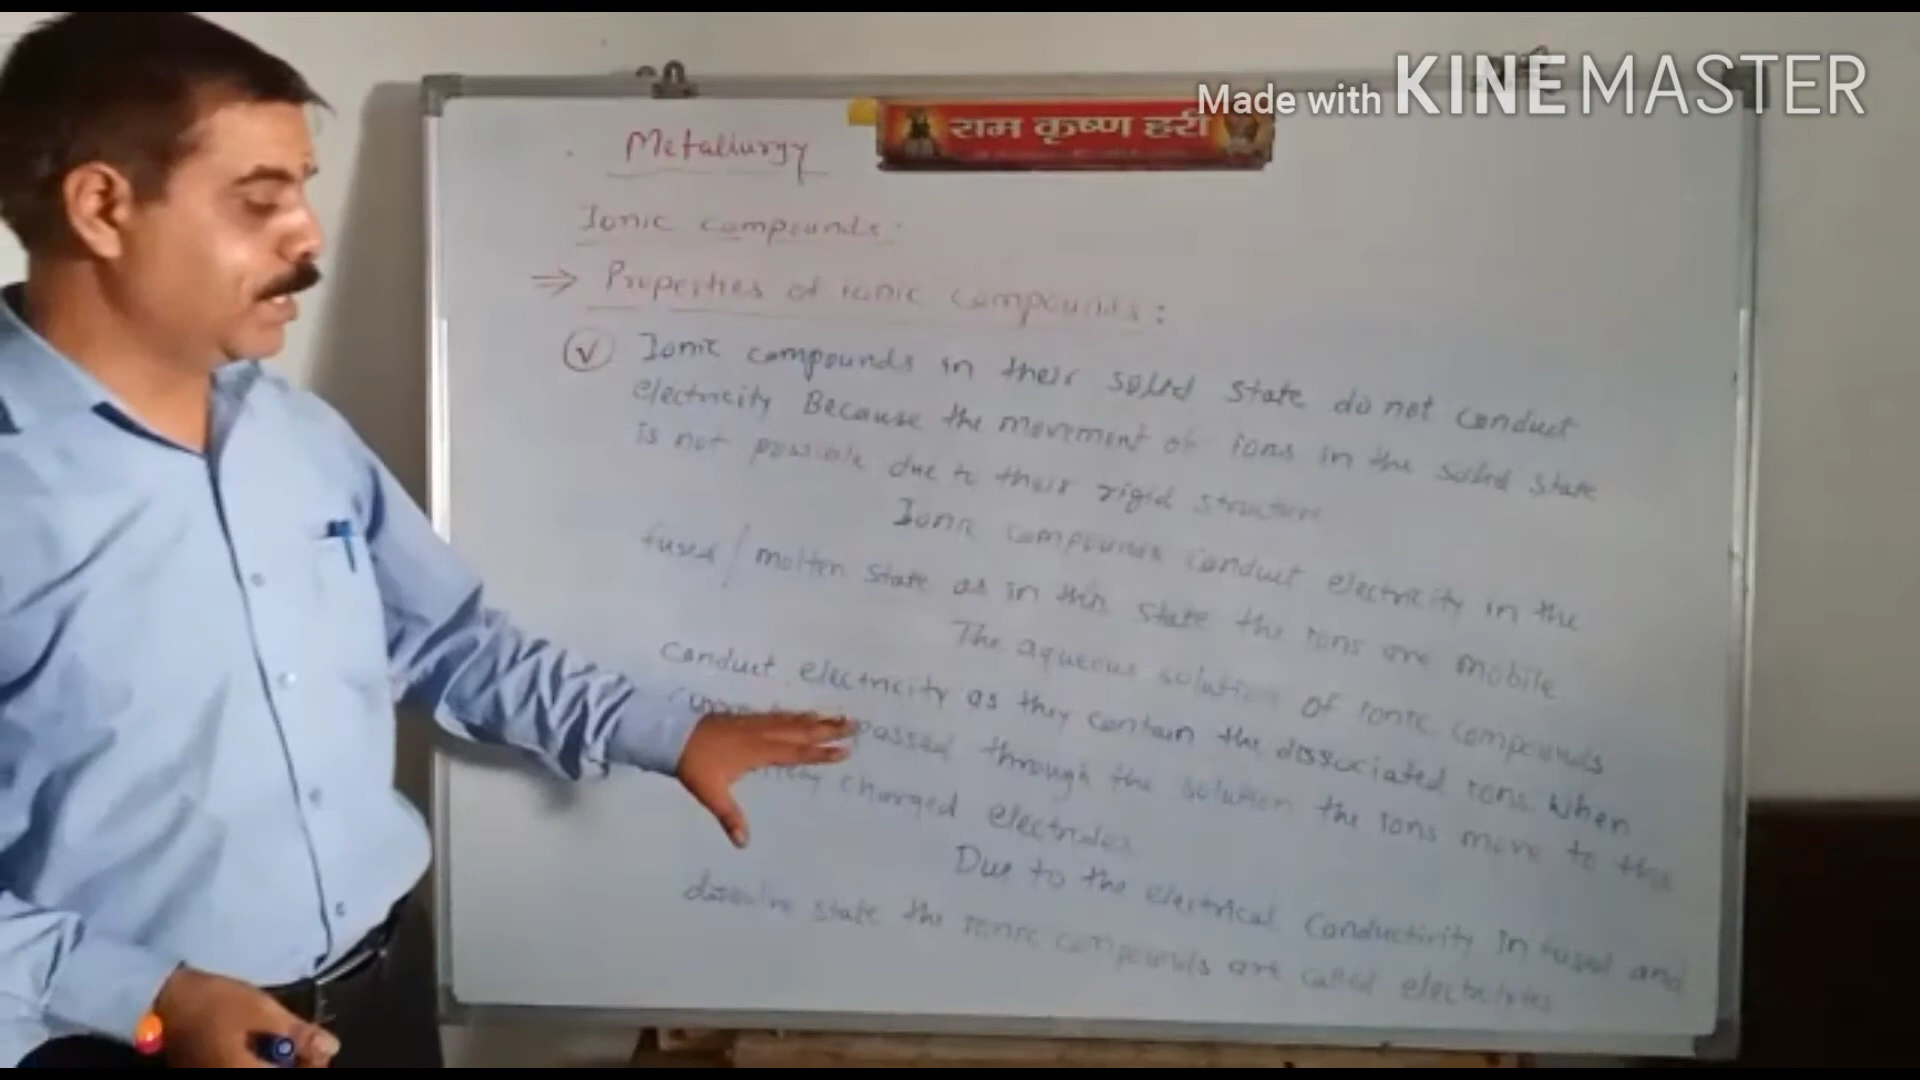 Made with KINEMASTER
राम कृष्ण हरी
Metallurgy
Ionic compounds:
⇒ Properties of ionic compounds:
(V) Ionic compounds in their solid state do not conduct
electricity Because the movement of ions in the solid state
is not possible due to their rigid structure
Ionic compounds conduct electricity in the
fused / molten state as in this state the ions are mobile
The aqueous solution of ionic compounds
conduct electricity as they contain the dissociated ions. When
passed through the solution the ions move to the
charged electrodes
Due to the electrical conductivity in fused and
state the ionic compounds are called